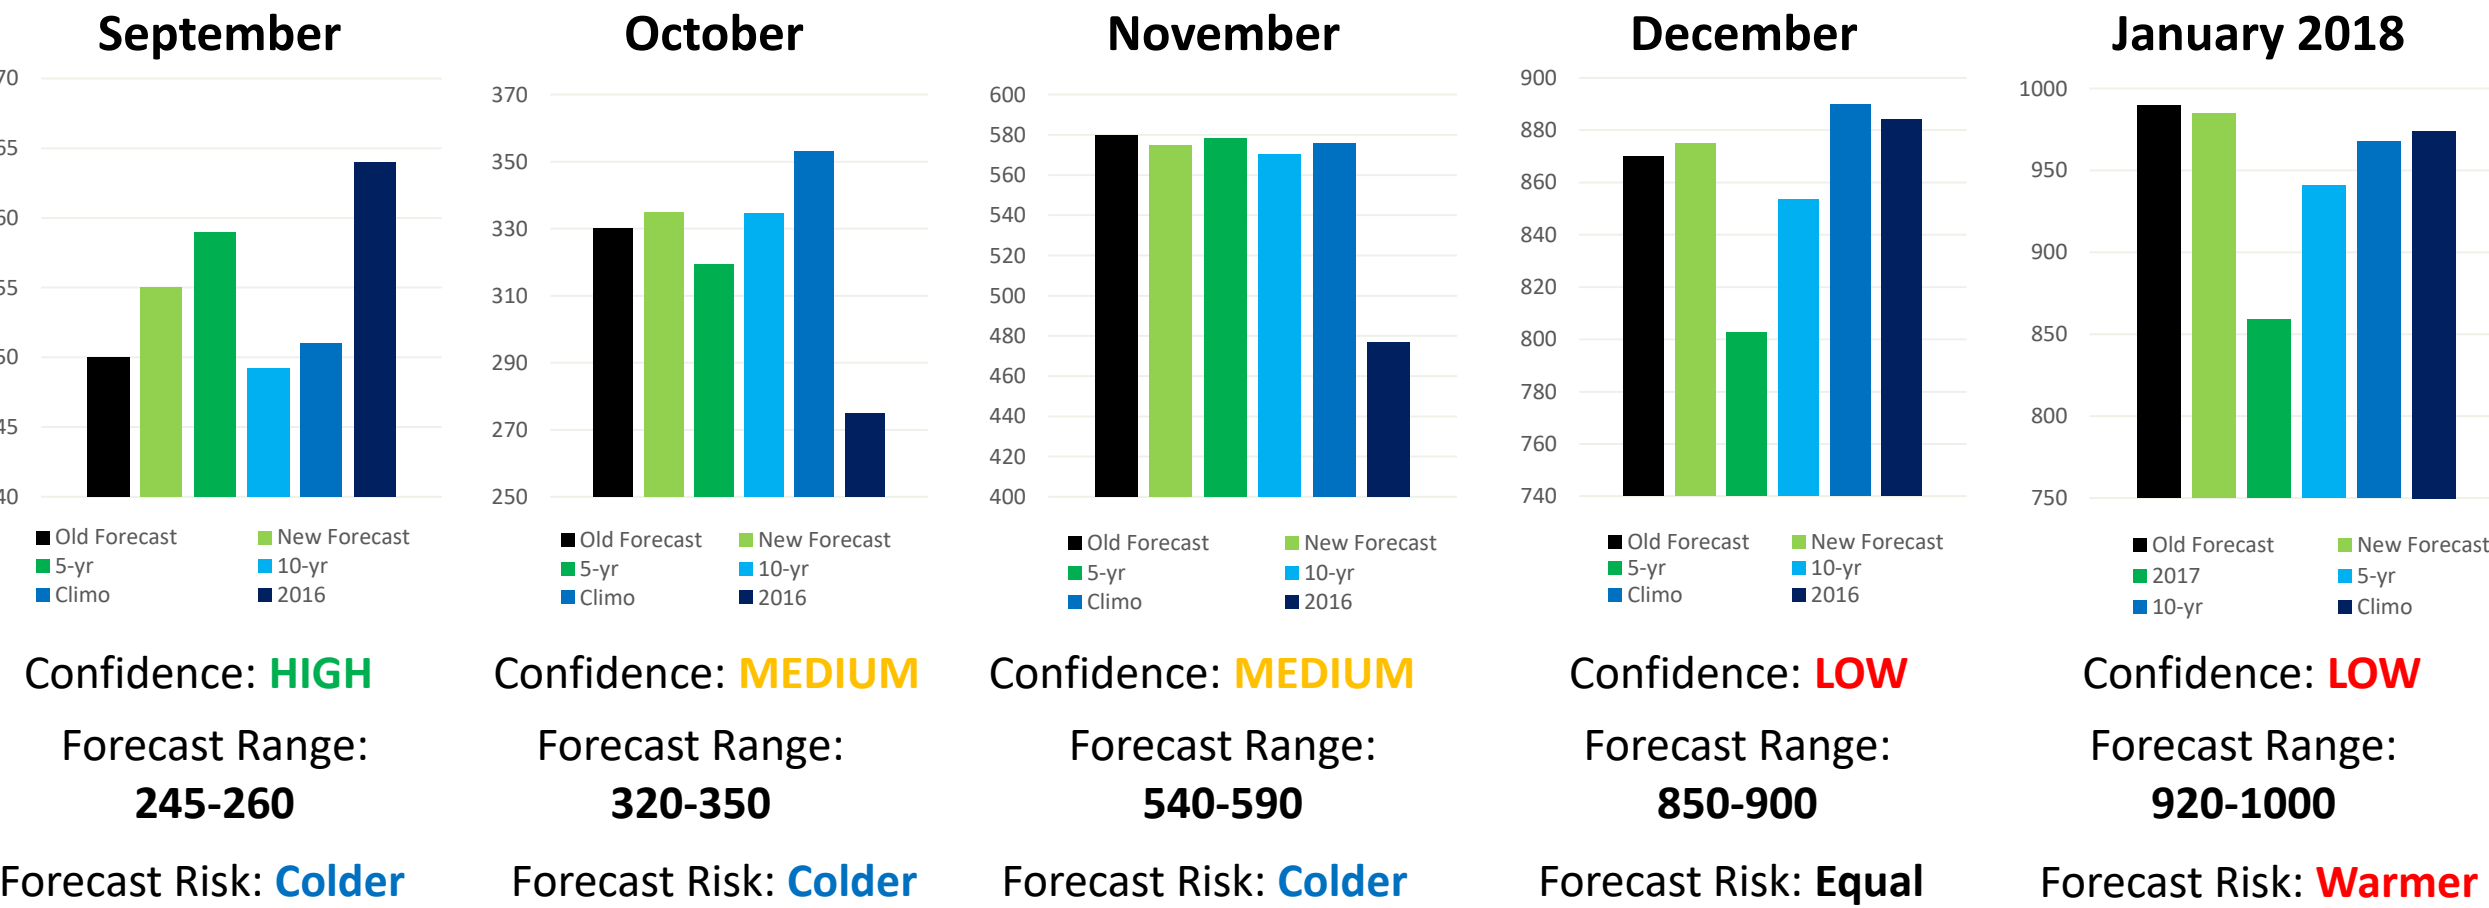 September
70
65
60
55
50
45
40
Old Forecast
New Forecast
5-yr
10-yr
Climo
2016
Confidence: HIGH
Forecast Range:
245-260
Forecast Risk: Colder
October
370
350
330
310
290
270
250
Old Forecast
New Forecast
5-yr
10-yr
Climo
2016
Confidence: MEDIUM
Forecast Range:
320-350
Forecast Risk: Colder
November
600
580
560
540
520
500
480
460
440
420
400
Old Forecast
New Forecast
5-yr
10-yr
Climo
2016
Confidence: MEDIUM
Forecast Range:
540-590
Forecast Risk: Colder
December
900
880
860
840
820
800
780
760
740
Old Forecast
New Forecast
5-yr
10-yr
Climo
2016
Confidence: LOW
Forecast Range:
850-900
Forecast Risk: Equal
January 2018
1000
950
900
850
800
750
Old Forecast
New Forecast
2017
5-yr
10-yr
Climo
Confidence: LOW
Forecast Range:
920-1000
Forecast Risk: Warmer